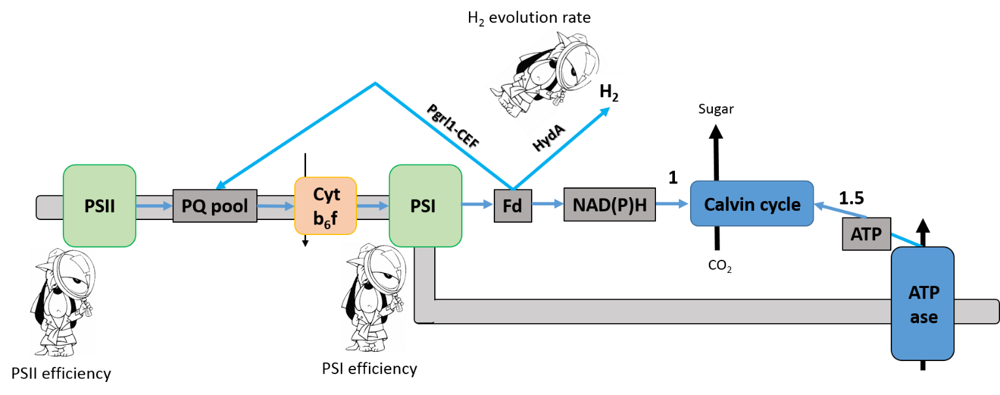 H₂ evolution rate
H₂
Sugar
Pgrl1-CEF
HydA
1
1.5
PSII
PQ pool
Cyt
b₆f
PSI
Fd
NAD(P)H
Calvin cycle
ATP
CO₂
ATP
ase
PSI efficiency
PSII efficiency